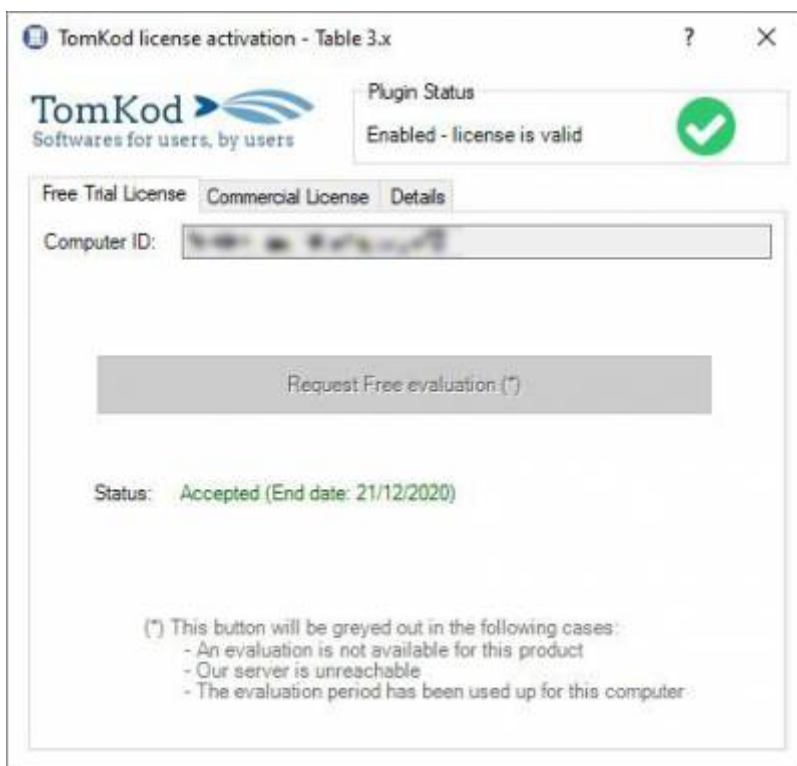 TomKod license activation - Table 3.x
?
TomKod
Softwares for users, by users
Plugin Status
Enabled - license is valid
Free Trial License
Commercial License
Details
Computer ID:
Request Free evaluation (*)
Status:
Accepted (End date: 21/12/2020)
(*) This button will be greyed out in the following cases:
- An evaluation is not available for this product
- Our server is unreachable
- The evaluation period has been used up for this computer